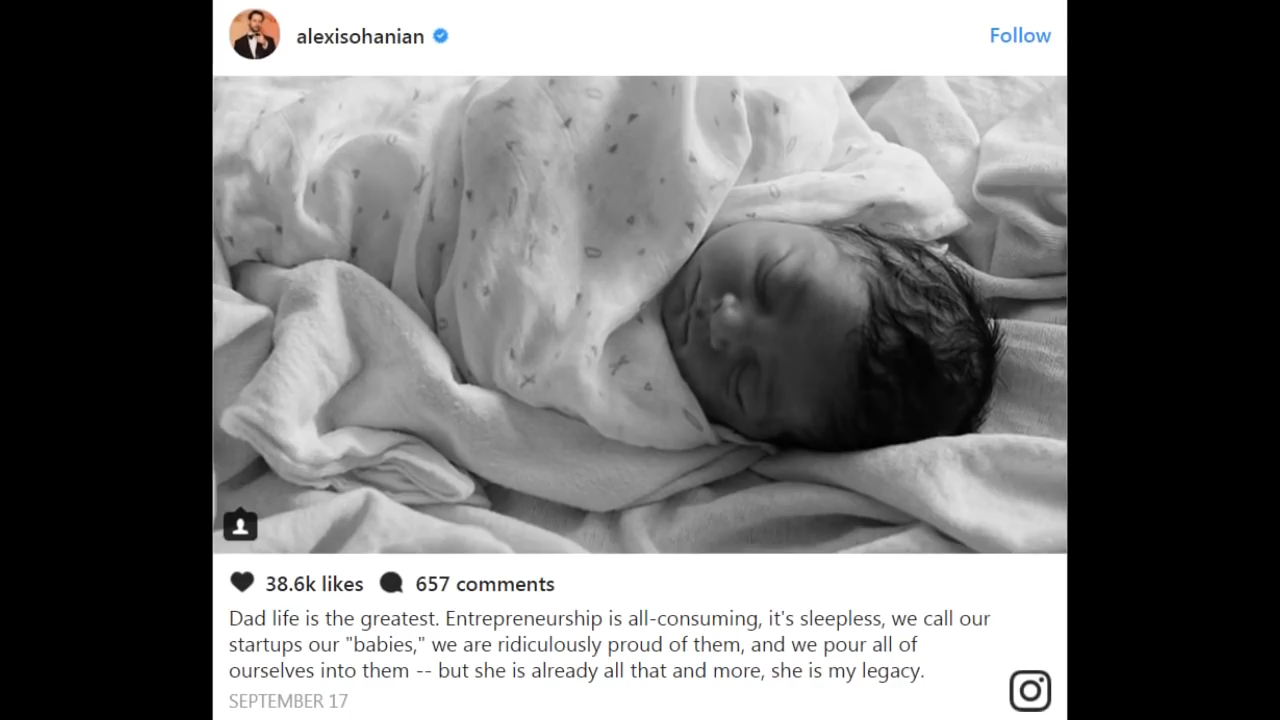 alexisohanian
Follow
38.6k likes 657 comments
Dad life is the greatest. Entrepreneurship is all-consuming, it's sleepless, we call our
startups our "babies," we are ridiculously proud of them, and we pour all of
ourselves into them -- but she is already all that and more, she is my legacy.
SEPTEMBER 17